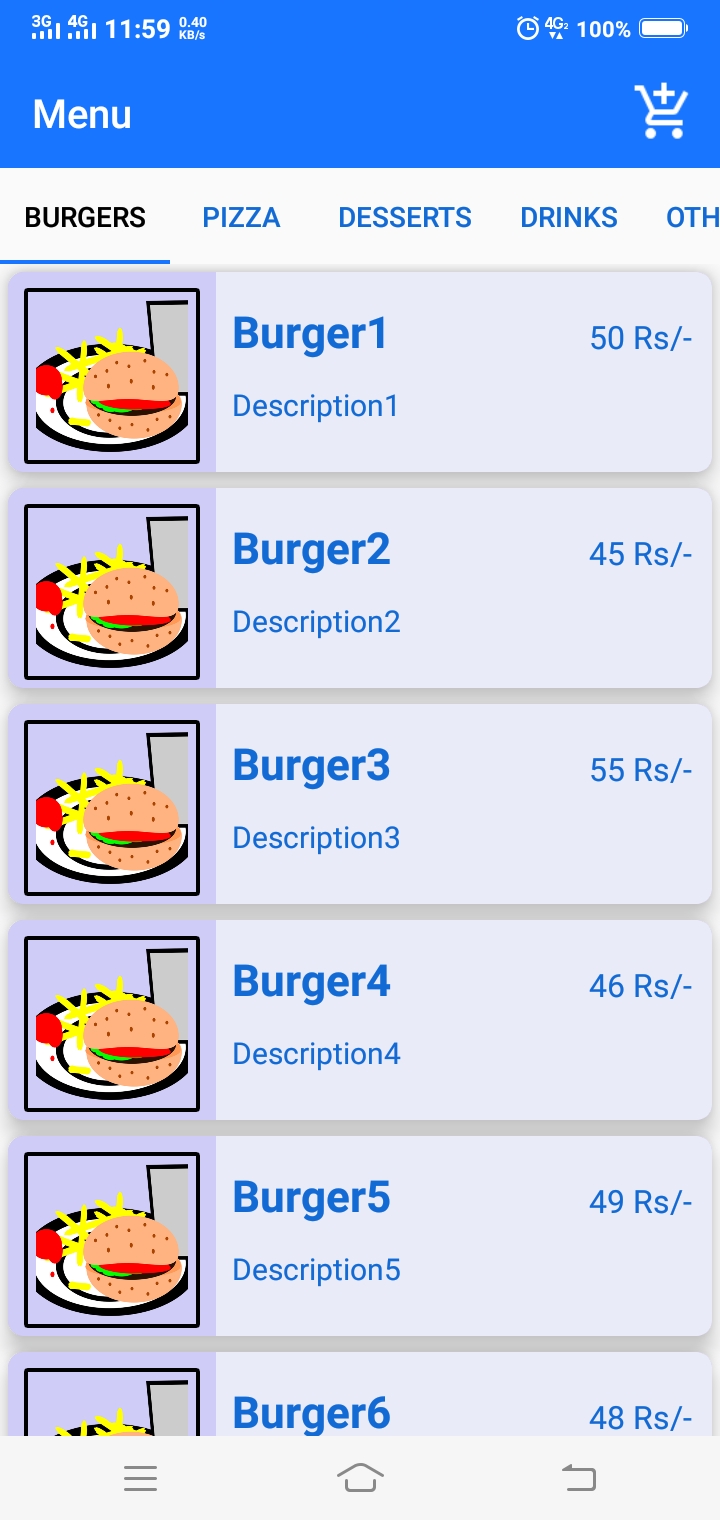 3G 4G 11:59 0.40 KB/s 4G2 100%
Menu
BURGERS PIZZA DESSERTS DRINKS OTH
Burger1 50 Rs/-
Description1
Burger2 45 Rs/-
Description2
Burger3 55 Rs/-
Description3
Burger4 46 Rs/-
Description4
Burger5 49 Rs/-
Description5
Burger6 48 Rs/-